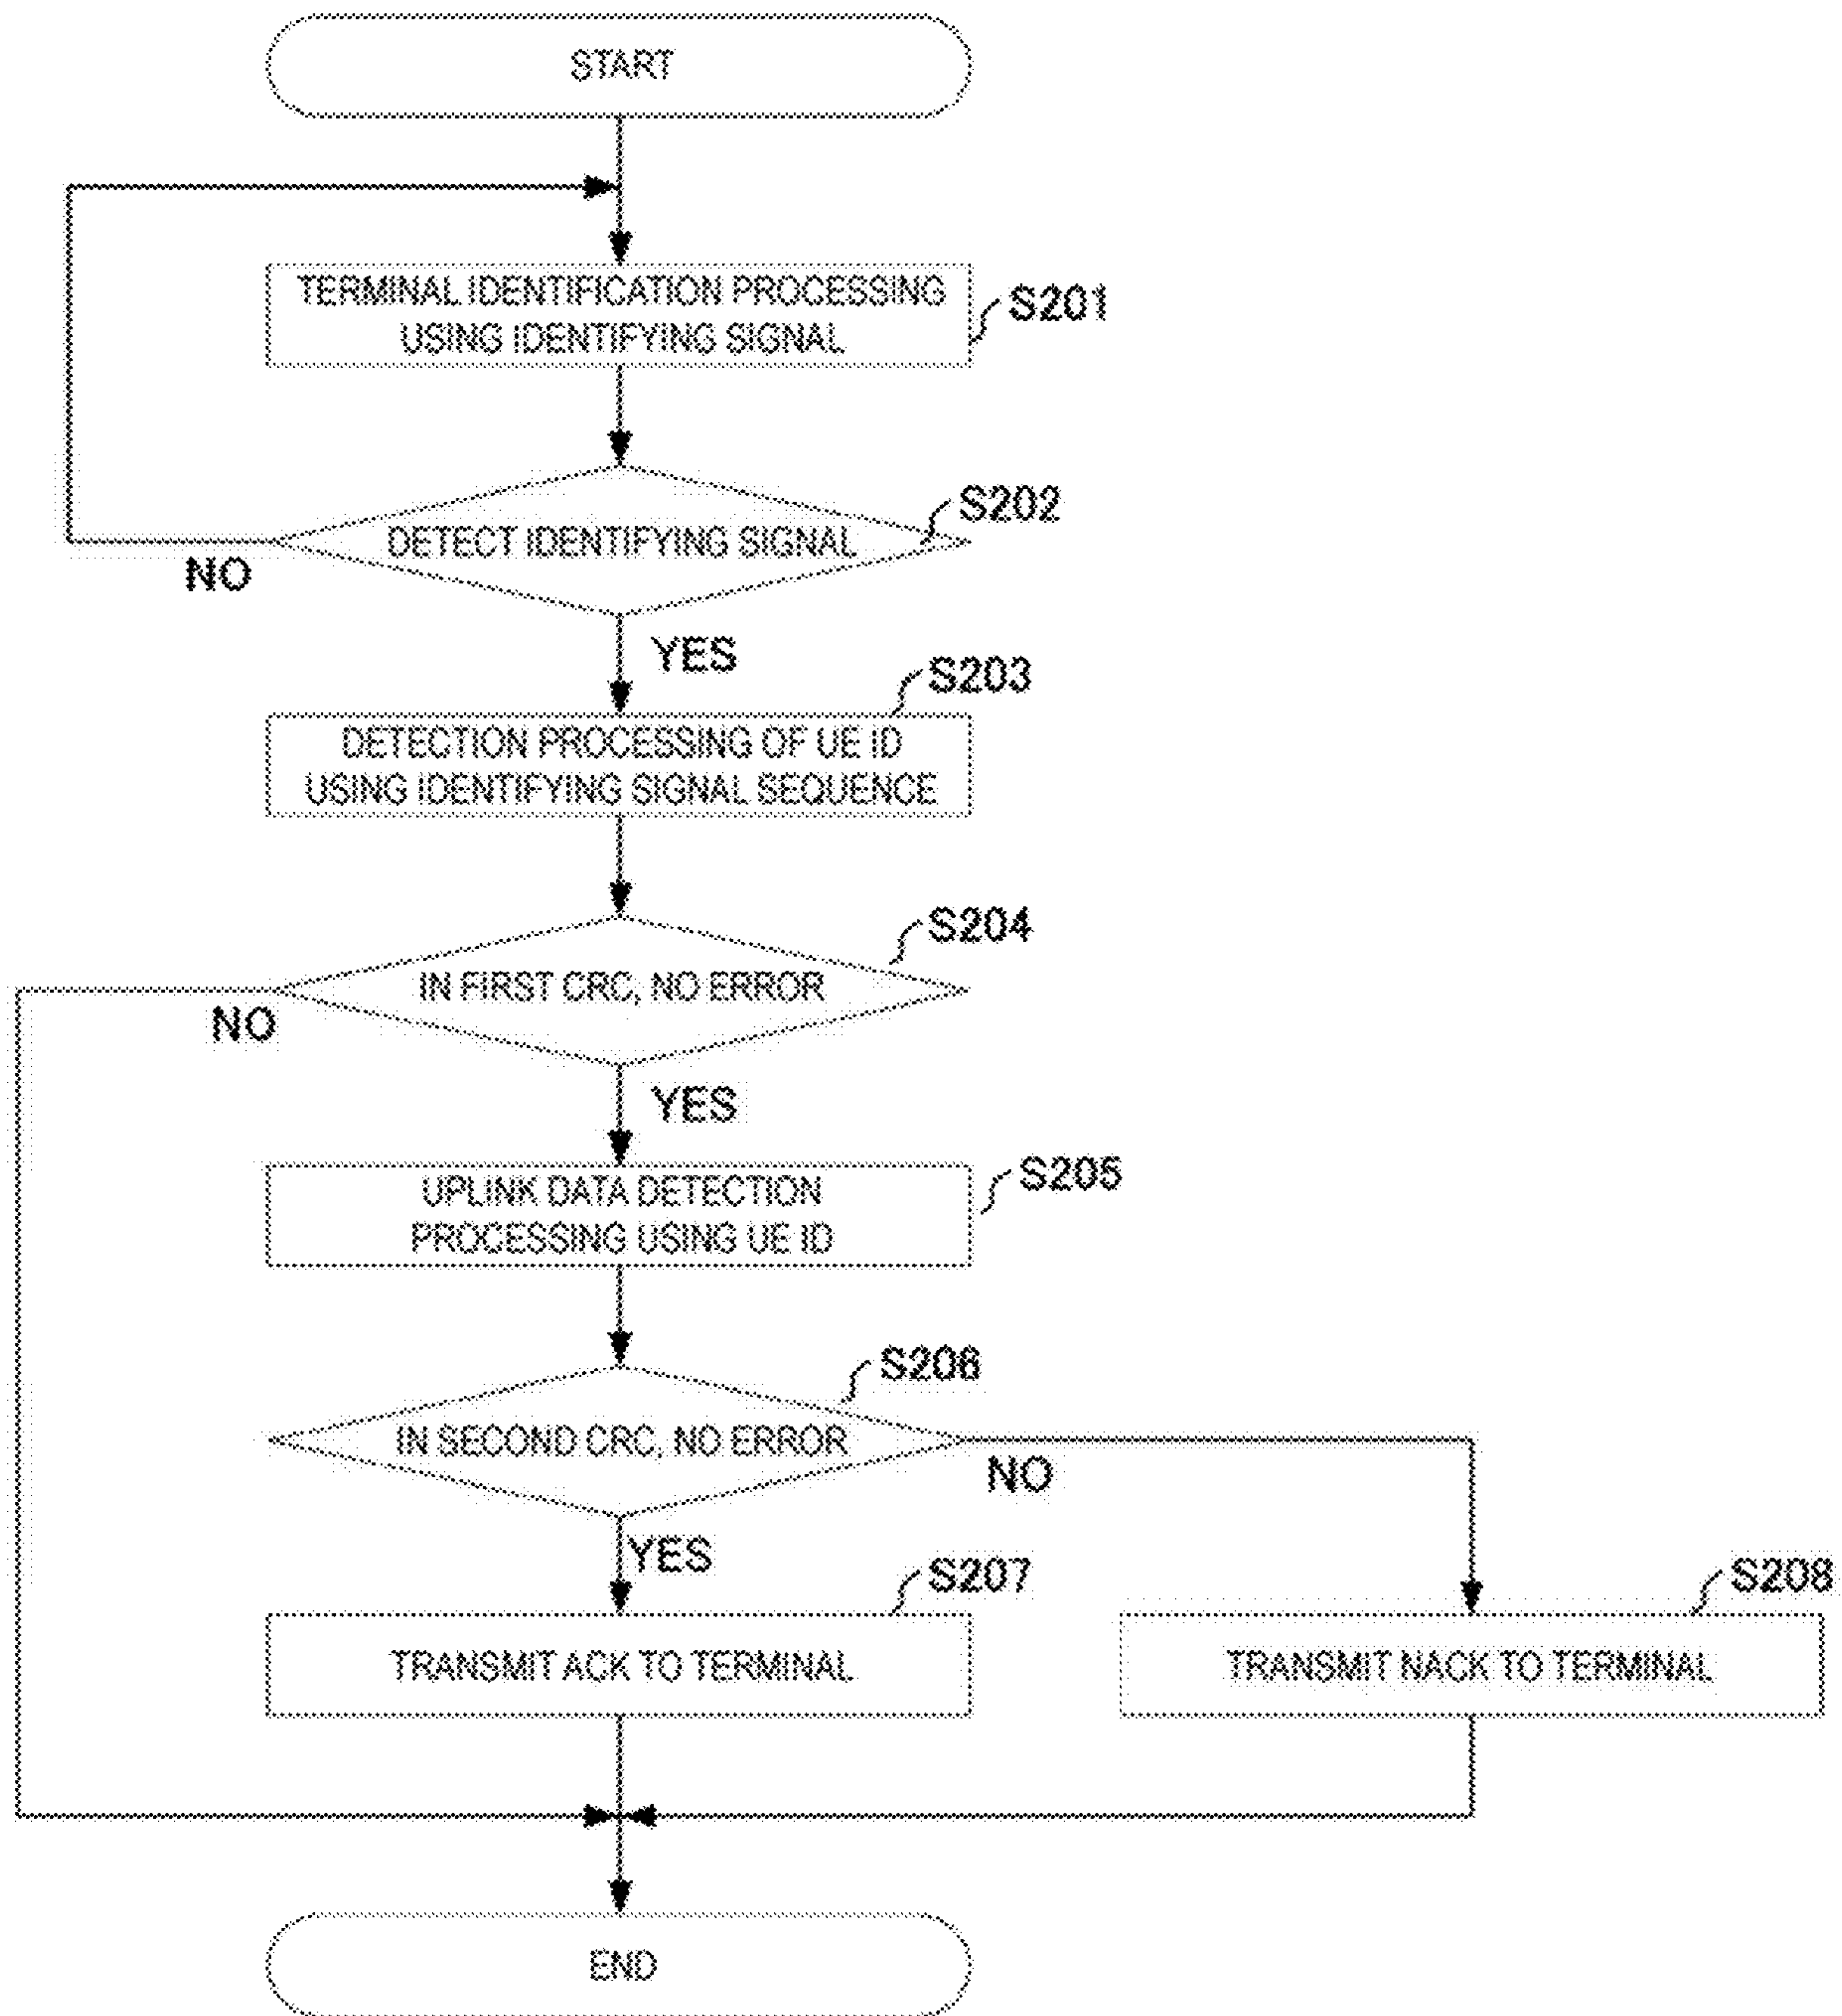 START
TERMINAL IDENTIFICATION PROCESSING
USING IDENTIFYING SIGNAL
S201
DETECT IDENTIFYING SIGNAL
S202
NO
YES
S203
DETECTION PROCESSING OF UE ID
USING IDENTIFYING SIGNAL SEQUENCE
S204
IN FIRST CRC, NO ERROR
NO
YES
S205
UPLINK DATA DETECTION
PROCESSING USING UE ID
S206
IN SECOND CRC, NO ERROR
NO
YES
S207
S208
TRANSMIT ACK TO TERMINAL
TRANSMIT NACK TO TERMINAL
END